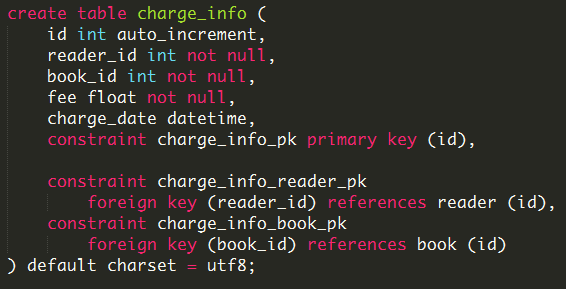 create table charge_info (
    id int auto_increment,
    reader_id int not null,
    book_id int not null,
    fee float not null,
    charge_date datetime,
    constraint charge_info_pk primary key (id),

    constraint charge_info_reader_pk
        foreign key (reader_id) references reader (id),
    constraint charge_info_book_pk
        foreign key (book_id) references book (id)
) default charset = utf8;